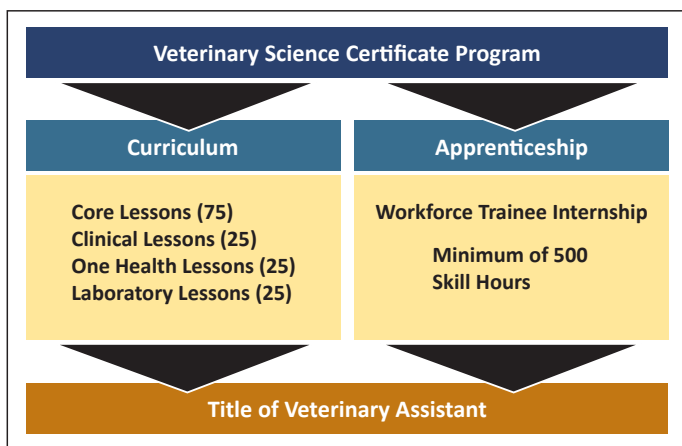 Veterinary Science Certificate Program
Curriculum
Core Lessons (75)
Clinical Lessons (25)
One Health Lessons (25)
Laboratory Lessons (25)
Apprenticeship
Workforce Trainee Internship
Minimum of 500
Skill Hours
Title of Veterinary Assistant